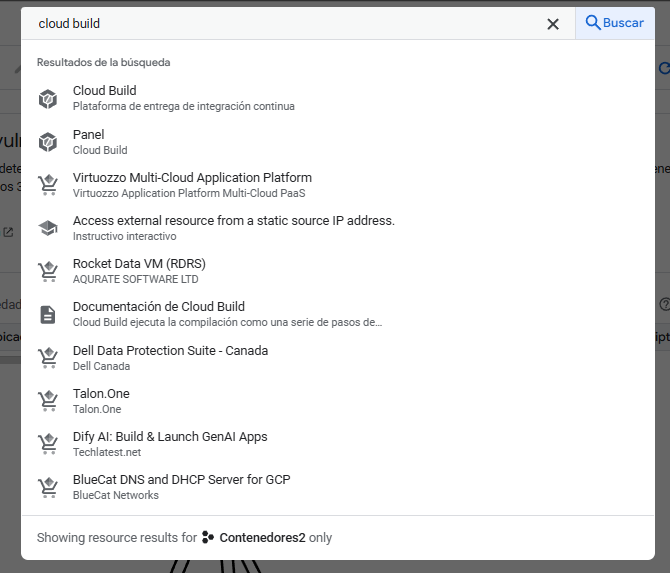 cloud build
Buscar
Resultados de la búsqueda
Cloud Build
Plataforma de entrega de integración continua
Panel
Cloud Build
Virtuozzo Multi-Cloud Application Platform
Virtuozzo Application Platform Multi-Cloud PaaS
Access external resource from a static source IP address.
Instructivo interactivo
Rocket Data VM (RDRS)
AQURATE SOFTWARE LTD
Documentación de Cloud Build
Cloud Build ejecuta la compilación como una serie de pasos de…
Dell Data Protection Suite - Canada
Dell Canada
Talon.One
Talon.One
Dify AI: Build & Launch GenAI Apps
Techlatest.net
BlueCat DNS and DHCP Server for GCP
BlueCat Networks
Showing resource results for Contenedores2 only